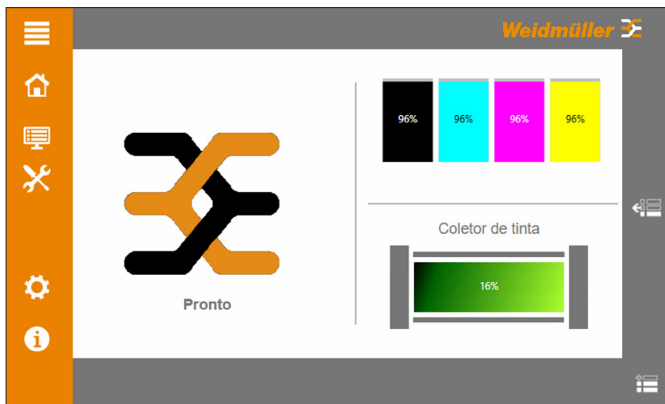 Weidmüller
96% 96% 96% 96%
Coletor de tinta
16%
Pronto